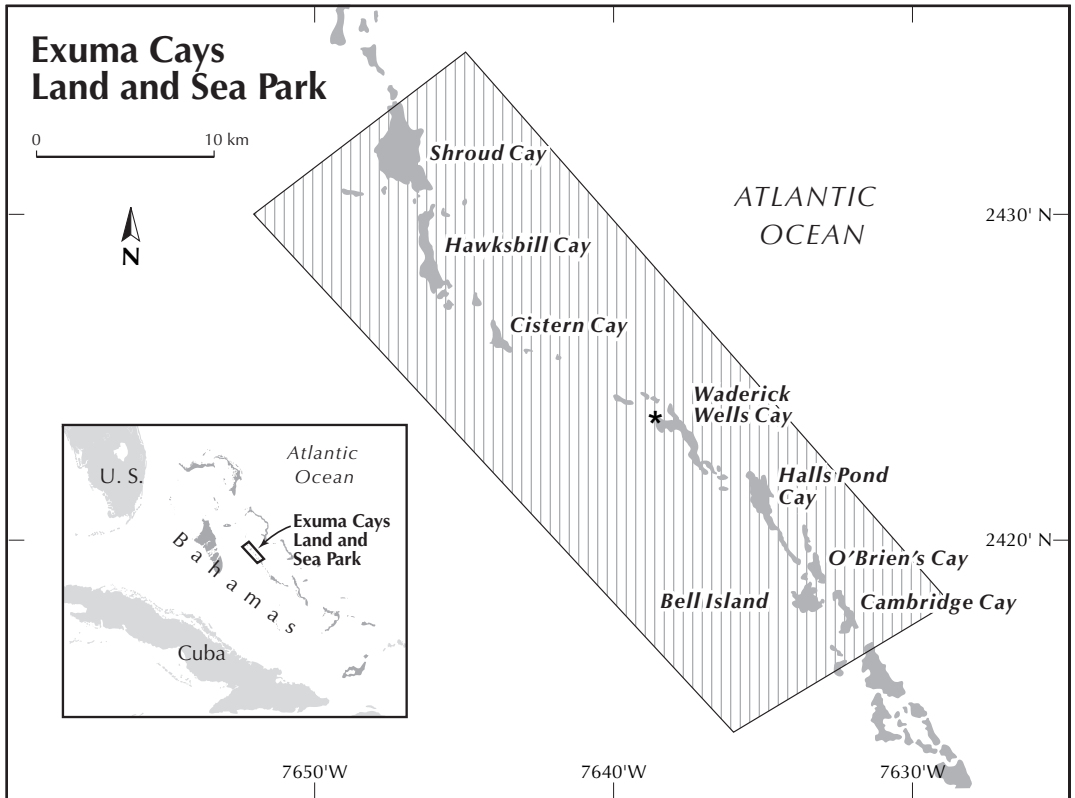 Exuma Cays
Land and Sea Park
0 10 km
N
Shroud Cay
ATLANTIC
OCEAN
2430' N
Hawksbill Cay
Cistern Cay
Waderick
Wells Cay
*
Halls Pond
Cay
2420' N
O'Brien's Cay
Bell Island
Cambridge Cay
U. S.
Atlantic
Ocean
Exuma Cays
Land and
Sea Park
Bahamas
Cuba
7650'W
7640'W
7630'W